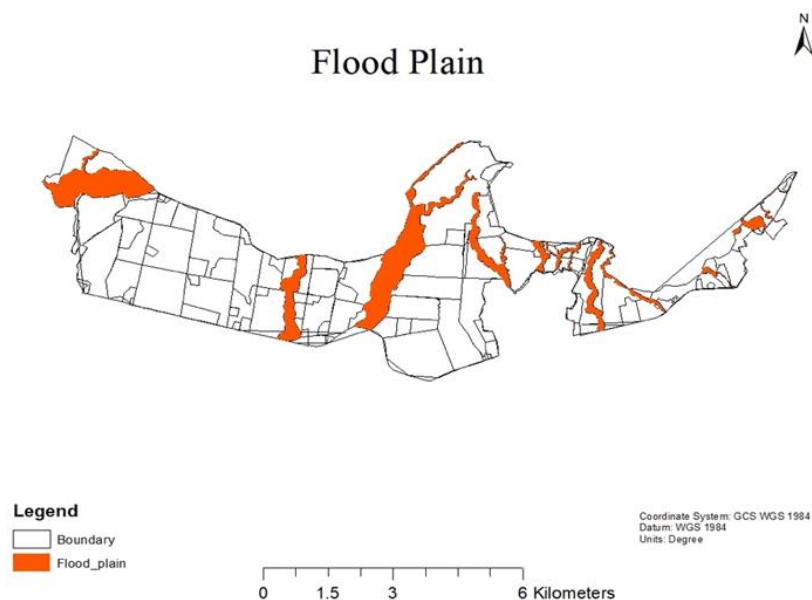 N
Flood Plain
Legend
Boundary
Flood_plain
Coordinate System: GCS WGS 1984
Datum: WGS 1984
Units: Degree
0 1.5 3 6 Kilometers